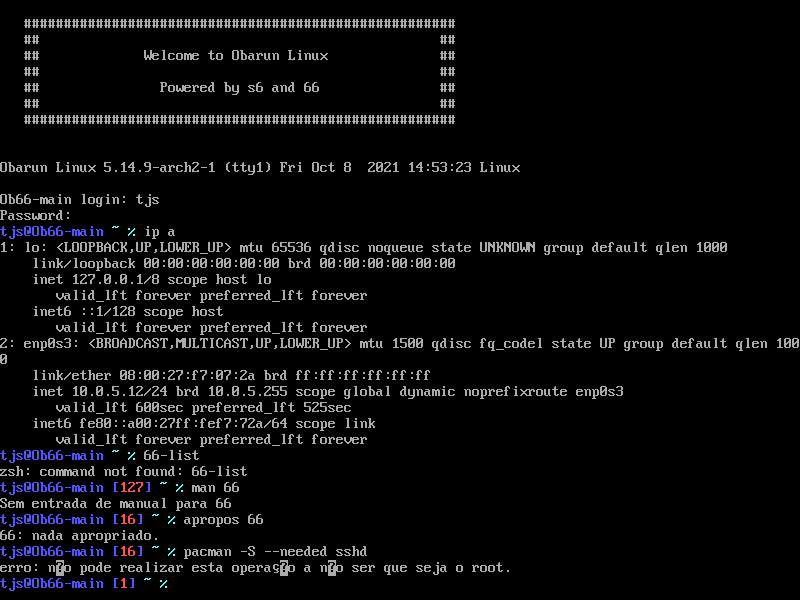 ######################################################
##                                                  ##
##             Welcome to Obarun Linux              ##
##                                                  ##
##               Powered by s6 and 66               ##
##                                                  ##
######################################################
Obarun Linux 5.14.9-arch2-1 (tty1) Fri Oct 8  2021 14:53:23 Linux
Ob66-main login: tjs
Password:
tjs@Ob66-main ~ % ip a
1: lo: <LOOPBACK,UP,LOWER_UP> mtu 65536 qdisc noqueue state UNKNOWN group default qlen 1000
    link/loopback 00:00:00:00:00:00 brd 00:00:00:00:00:00
    inet 127.0.0.1/8 scope host lo
       valid_lft forever preferred_lft forever
    inet6 ::1/128 scope host
       valid_lft forever preferred_lft forever
2: enp0s3: <BROADCAST,MULTICAST,UP,LOWER_UP> mtu 1500 qdisc fq_codel state UP group default qlen 100
0
    link/ether 08:00:27:f7:07:2a brd ff:ff:ff:ff:ff:ff
    inet 10.0.5.12/24 brd 10.0.5.255 scope global dynamic noprefixroute enp0s3
       valid_lft 600sec preferred_lft 525sec
    inet6 fe80::a00:27ff:fef7:72a/64 scope link
       valid_lft forever preferred_lft forever
tjs@Ob66-main ~ % 66-list
zsh: command not found: 66-list
tjs@Ob66-main [127] ~ % man 66
Sem entrada de manual para 66
tjs@Ob66-main [16] ~ % apropos 66
66: nada apropriado.
tjs@Ob66-main [16] ~ % pacman -S --needed sshd
erro: n?o pode realizar esta operaç?o a n?o ser que seja o root.
tjs@Ob66-main [1] ~ %